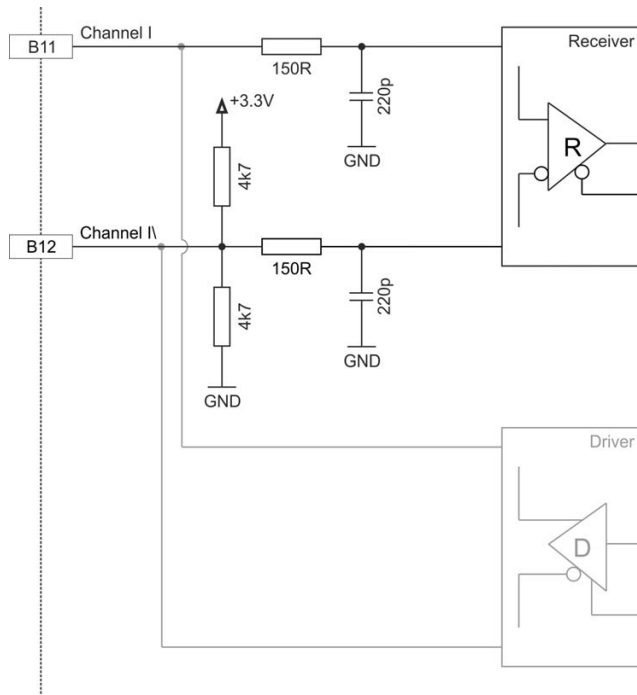 B11
Channel I
150R
220p
GND
Receiver
R
+3.3V
4k7
B12
Channel I\
150R
220p
GND
4k7
GND
Driver
D